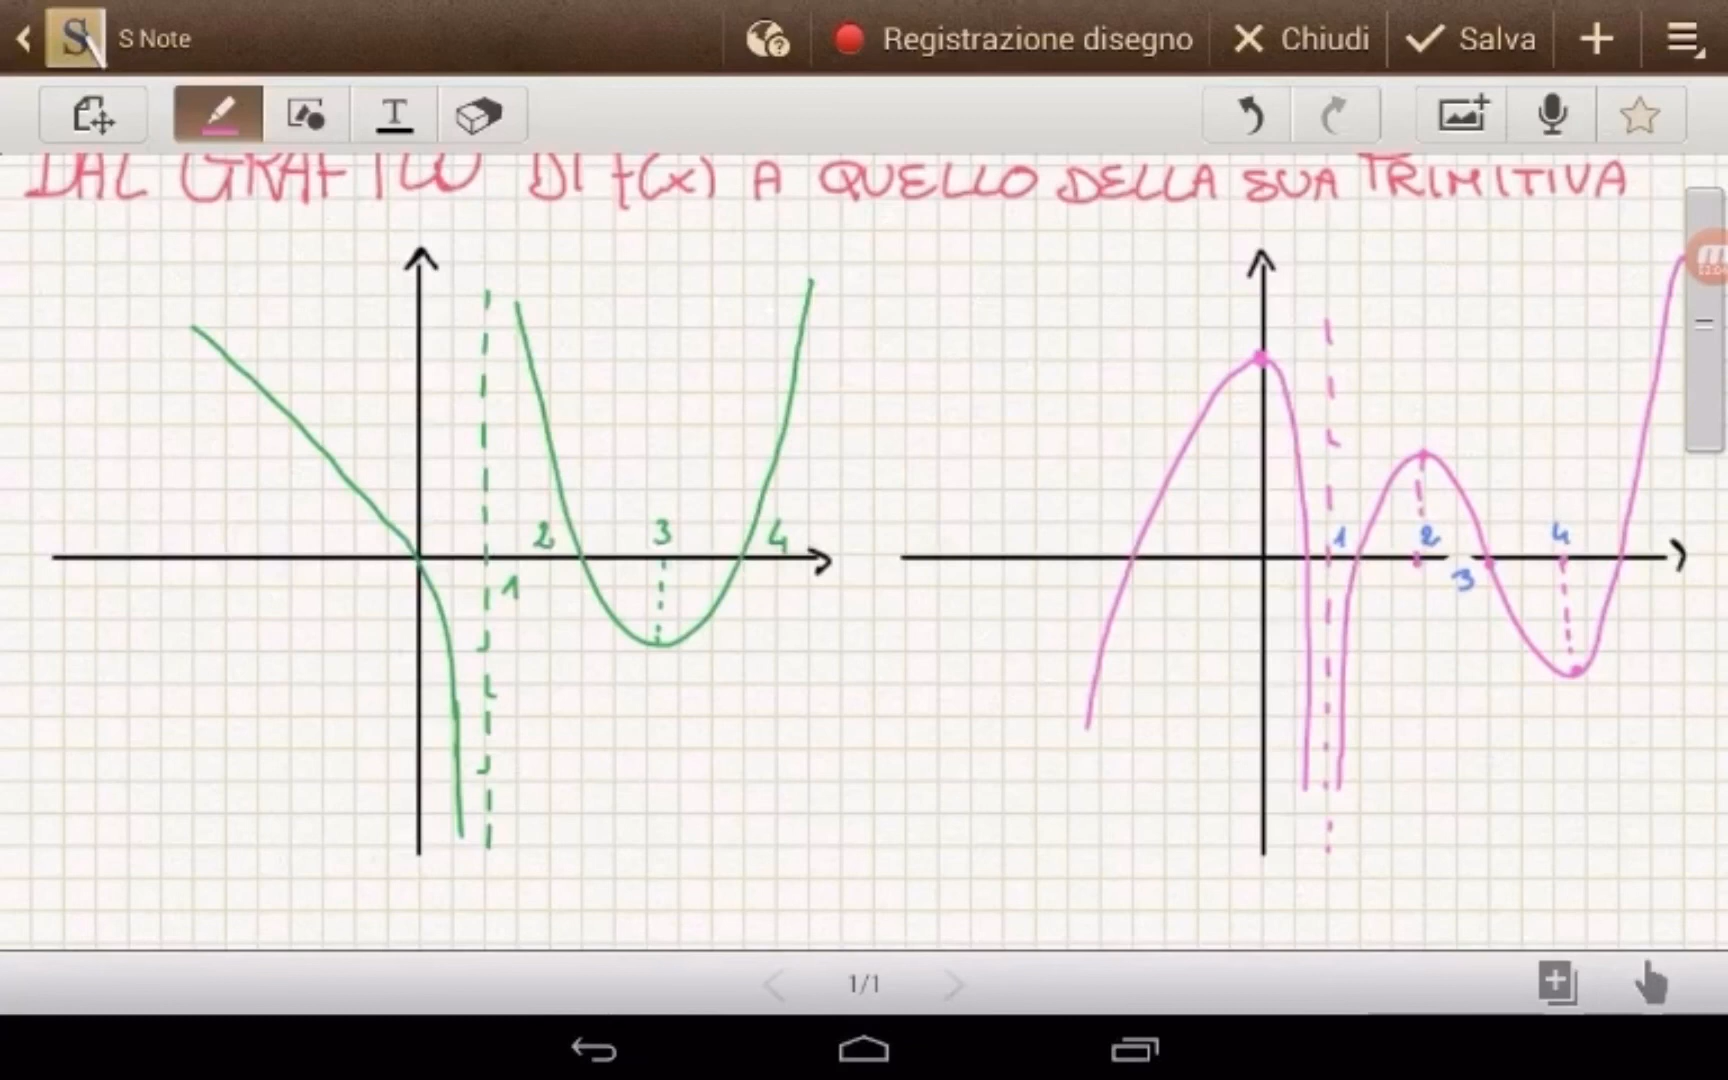 S Note
Registrazione disegno
Chiudi
Salva
T
DAL GRAFICO DI f(x) A QUELLO DELLA SUA PRIMITIVA
2 3 4
1
1 2 4
3
1/1